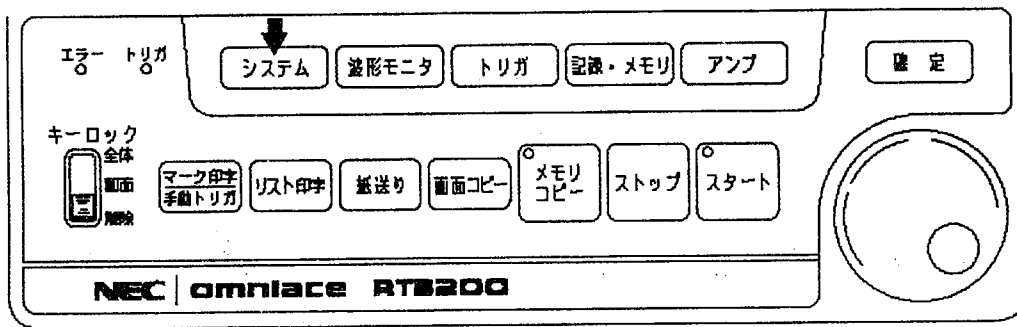 エラー トリガ
システム
波形モニタ
トリガ
記録・メモリ
アンプ
確定
キーロック
全体
画面
解除
マーク印字
手動トリガ
リスト印字
紙送り
画面コピー
メモリ
コピー
ストップ
スタート
NEC omniace RT3200